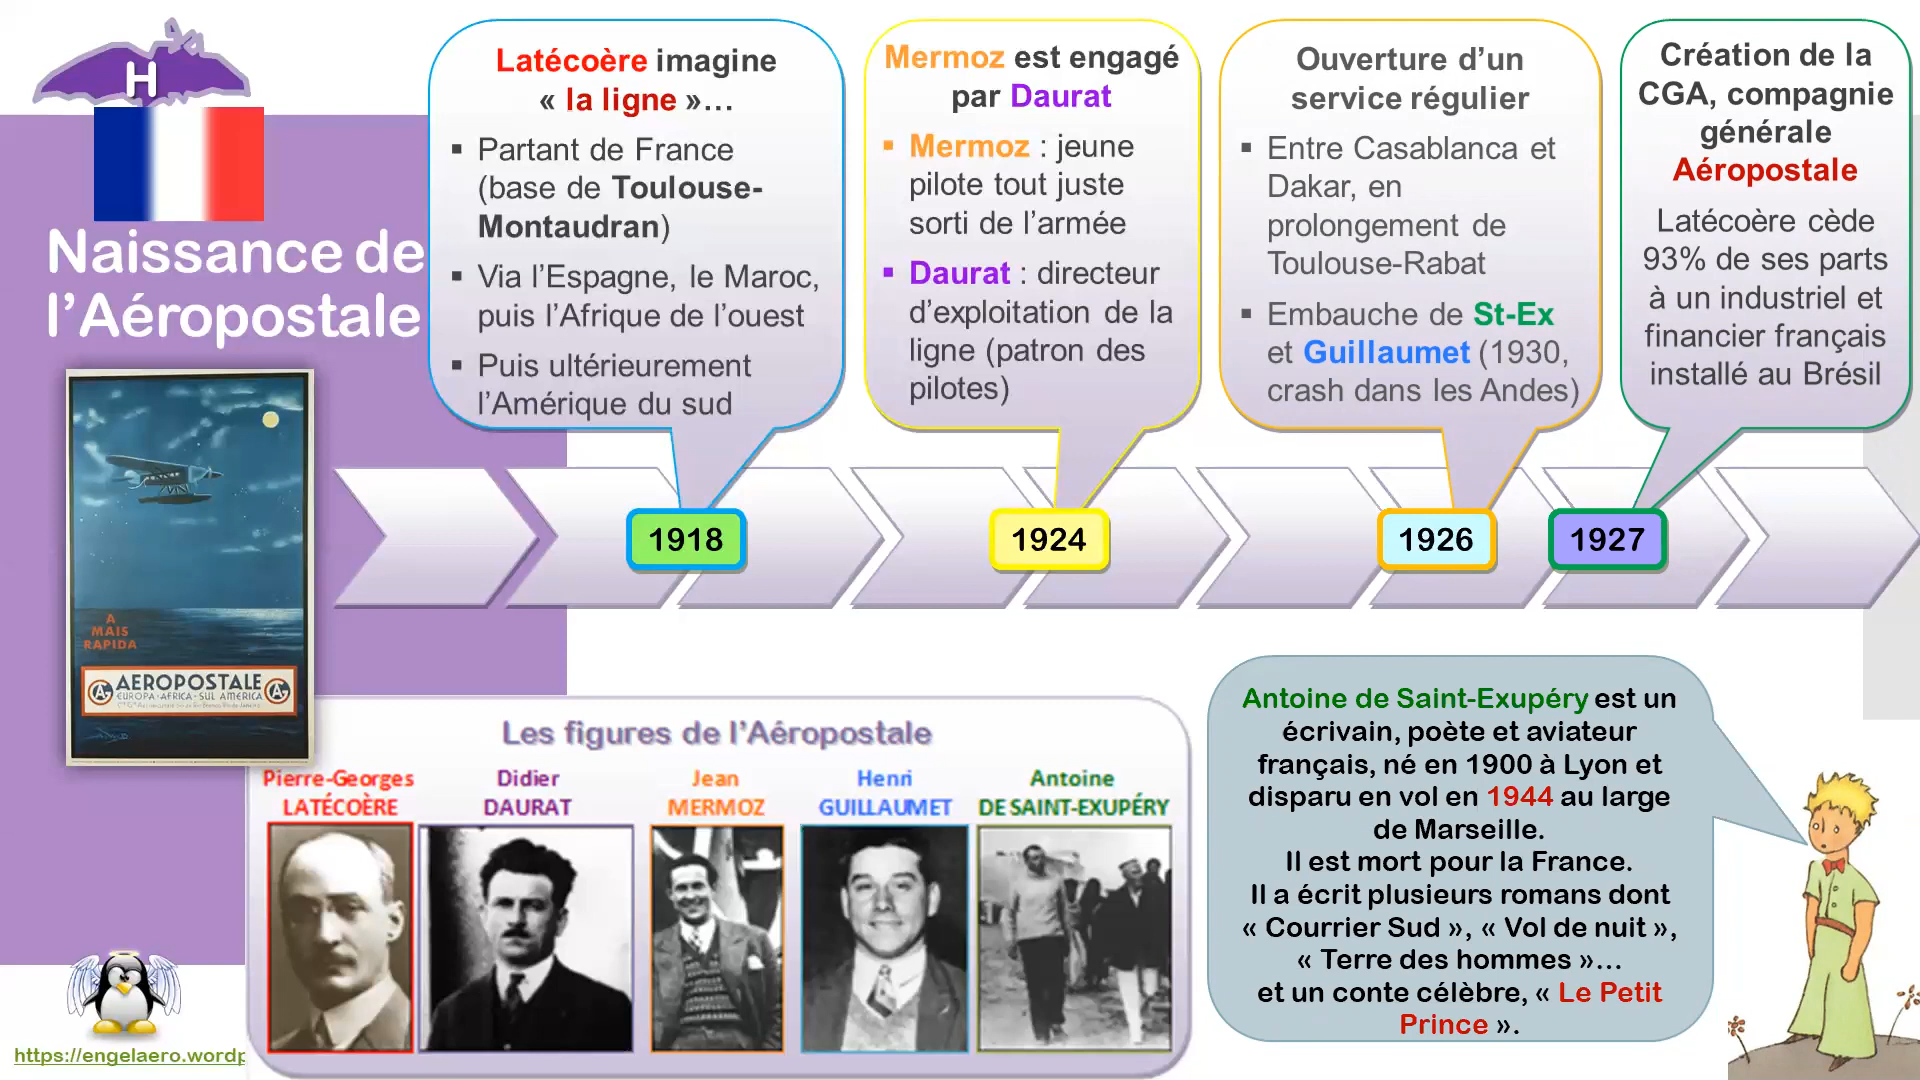 H
Naissance de
l’Aéropostale
Latécoère imagine
« la ligne »…
▪ Partant de France
(base de Toulouse-
Montaudran)
▪ Via l’Espagne, le Maroc,
puis l’Afrique de l’ouest
▪ Puis ultérieurement
l’Amérique du sud
Mermoz est engagé
par Daurat
▪ Mermoz : jeune
pilote tout juste
sorti de l’armée
▪ Daurat : directeur
d’exploitation de la
ligne (patron des
pilotes)
Ouverture d’un
service régulier
▪ Entre Casablanca et
Dakar, en
prolongement de
Toulouse-Rabat
▪ Embauche de St-Ex
et Guillaumet (1930,
crash dans les Andes)
Création de la
CGA, compagnie
générale
Aéropostale
Latécoère cède
93% de ses parts
à un industriel et
financier français
installé au Brésil
1918
1924
1926
1927
A
MAIS
RAPIDA
AEROPOSTALE
EUROPA-AFRICA-SUL AMERICA
Les figures de l’Aéropostale
Pierre-Georges
LATÉCOÈRE
Didier
DAURAT
Jean
MERMOZ
Henri
GUILLAUMET
Antoine
DE SAINT-EXUPÉRY
Antoine de Saint-Exupéry est un
écrivain, poète et aviateur
français, né en 1900 à Lyon et
disparu en vol en 1944 au large
de Marseille.
Il est mort pour la France.
Il a écrit plusieurs romans dont
« Courrier Sud », « Vol de nuit »,
« Terre des hommes »…
et un conte célèbre, « Le Petit
Prince ».
https://engelaero.wordp